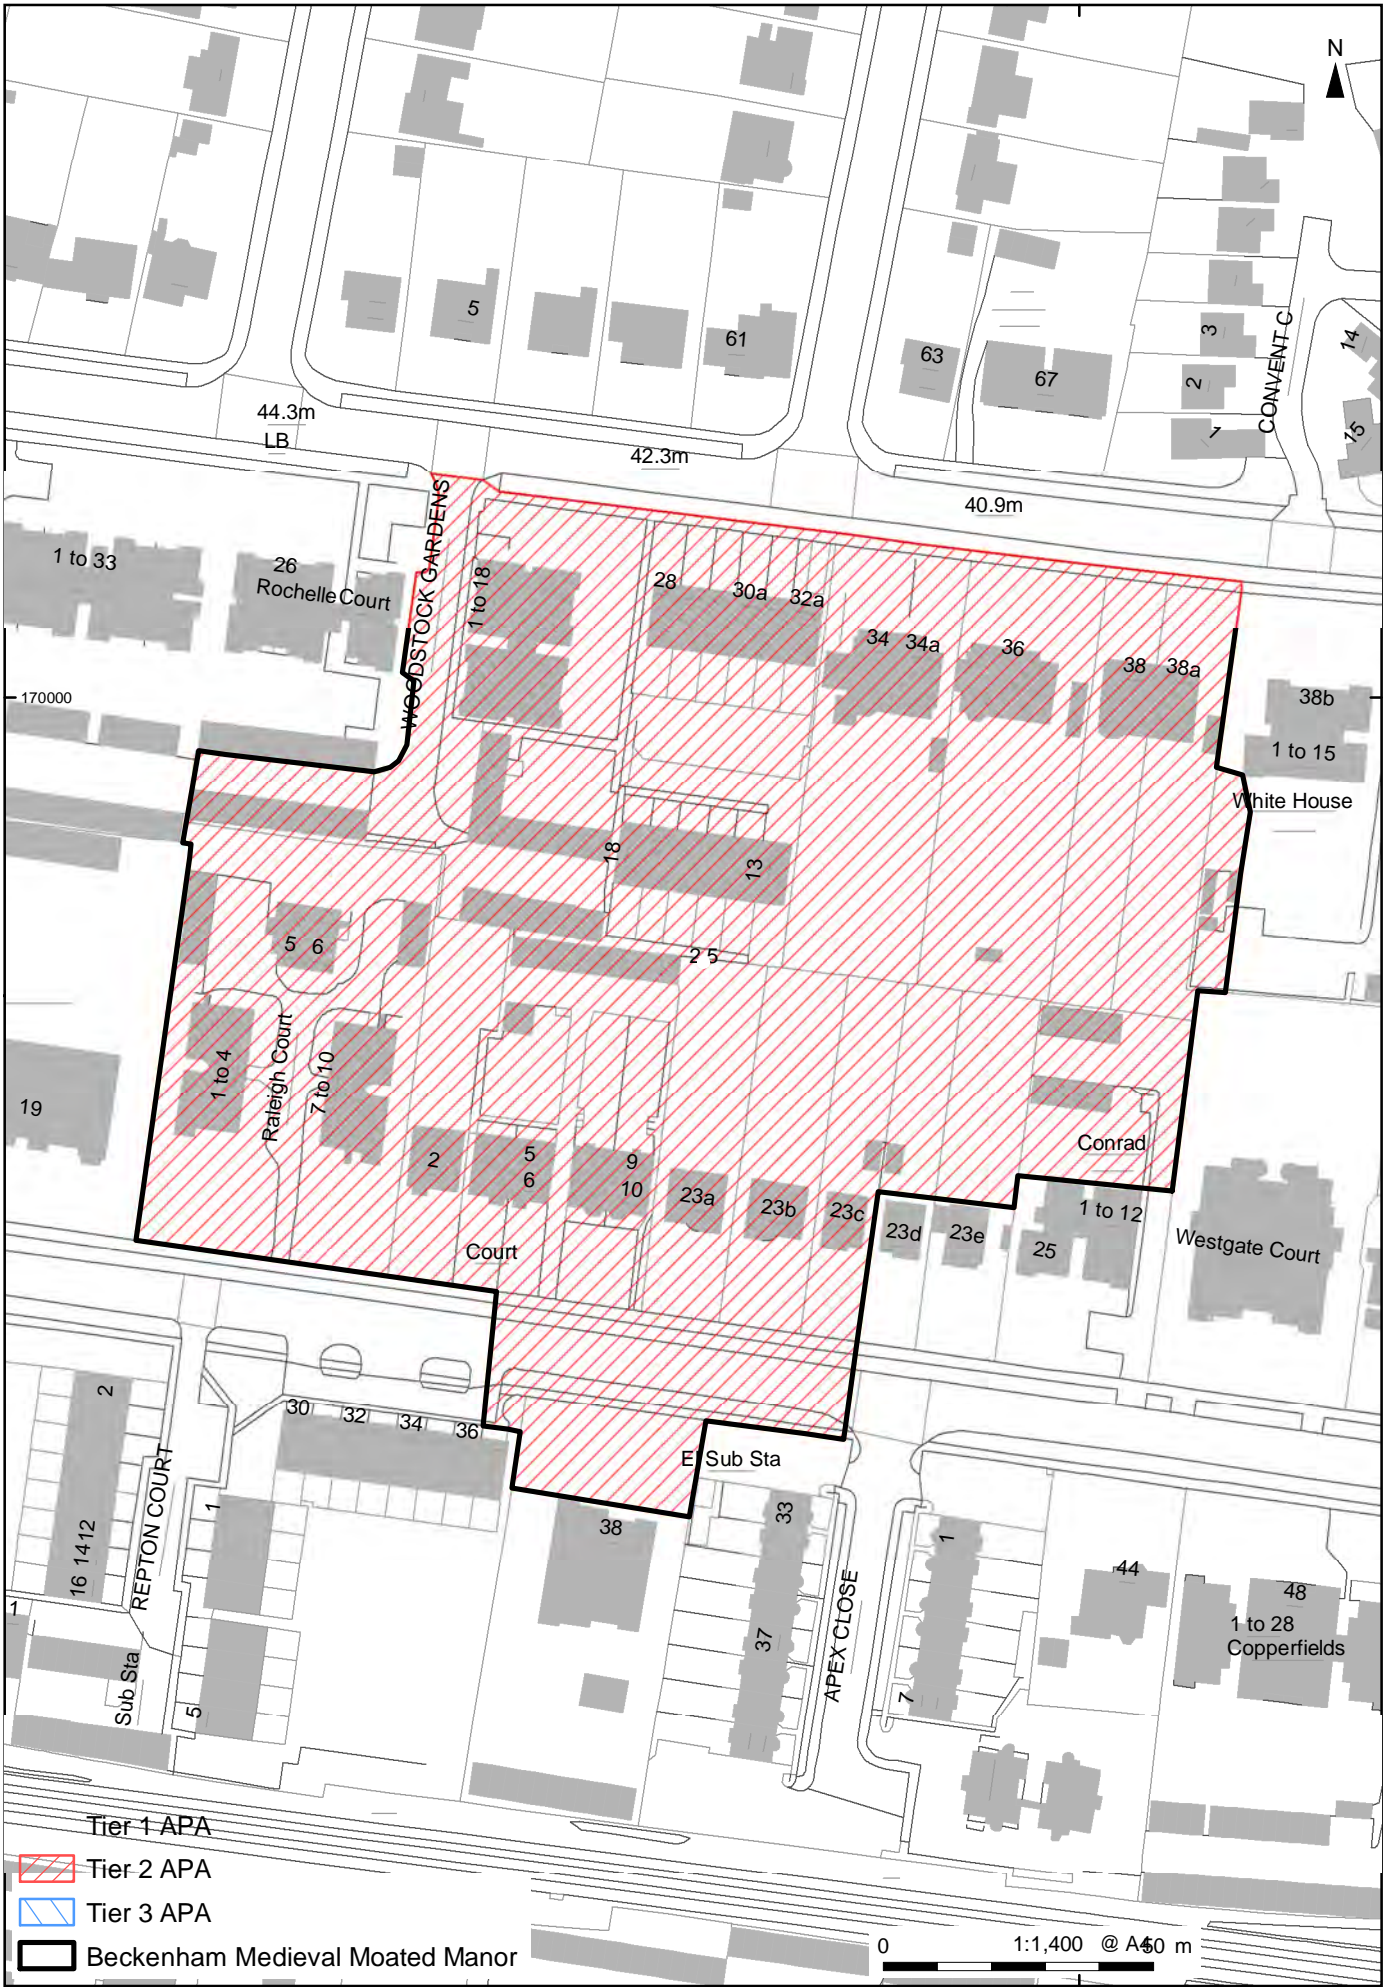 N
5
61
63
67
3
2
1
CONVENT C
14
15
44.3m
LB
42.3m
40.9m
1 to 33
26
Rochelle Court
WOODSTOCK GARDENS
1 to 18
28
30a
32a
34
34a
36
38
38a
170000
38b
1 to 15
White House
18
13
5 6
2 5
1 to 4
Raleigh Court
7 to 10
19
2
5
6
9
10
23a
23b
23c
23d
23e
25
Conrad
1 to 12
Westgate Court
Court
2
30
32
34
36
El Sub Sta
REPTON COURT
1
38
33
1
16 14 12
44
48
1 to 28
Copperfields
1
37
APEX CLOSE
7
Sub Sta
5
Tier 1 APA
Tier 2 APA
Tier 3 APA
Beckenham Medieval Moated Manor
0
1:1,400 @ A4
50 m